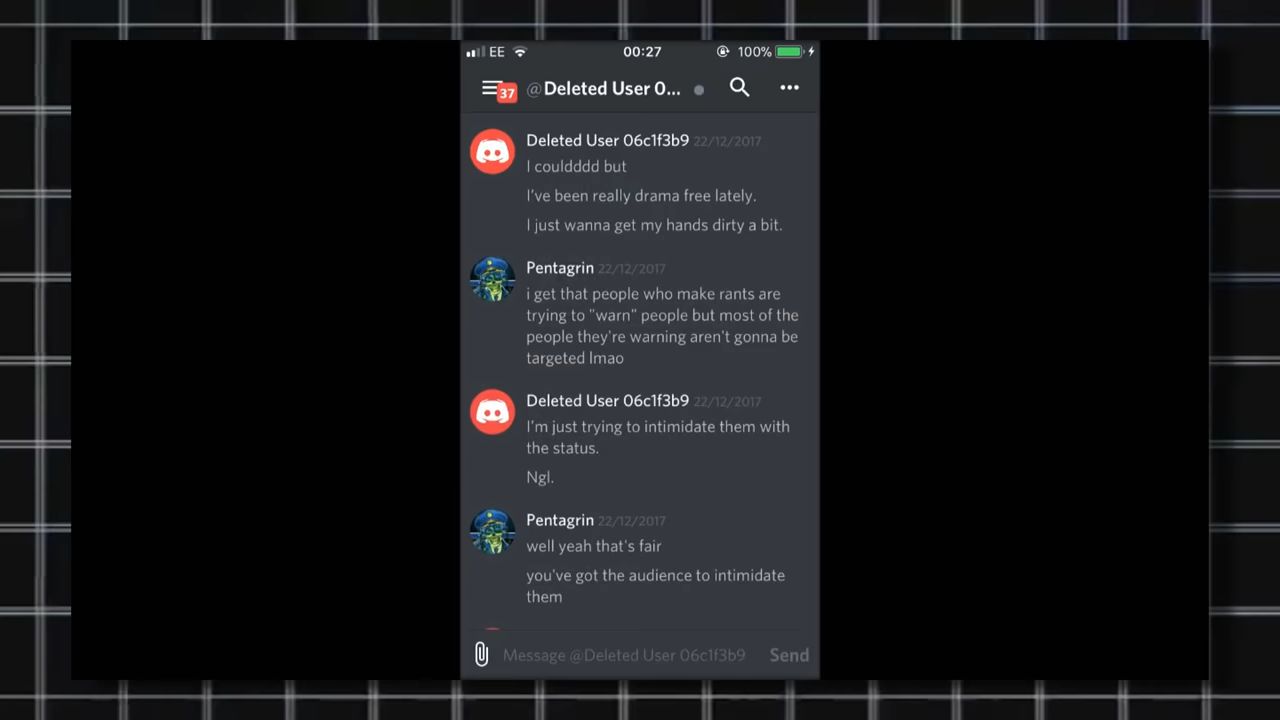 EE 00:27 100%
37 @Deleted User 0...
Deleted User 06c1f3b9 22/12/2017
I couldddd but
I've been really drama free lately.
I just wanna get my hands dirty a bit.
Pentagrin 22/12/2017
i get that people who make rants are
trying to "warn" people but most of the
people they're warning aren't gonna be
targeted lmao
Deleted User 06c1f3b9 22/12/2017
I'm just trying to intimidate them with
the status.
Ngl.
Pentagrin 22/12/2017
well yeah that's fair
you've got the audience to intimidate
them
Message @Deleted User 06c1f3b9 Send